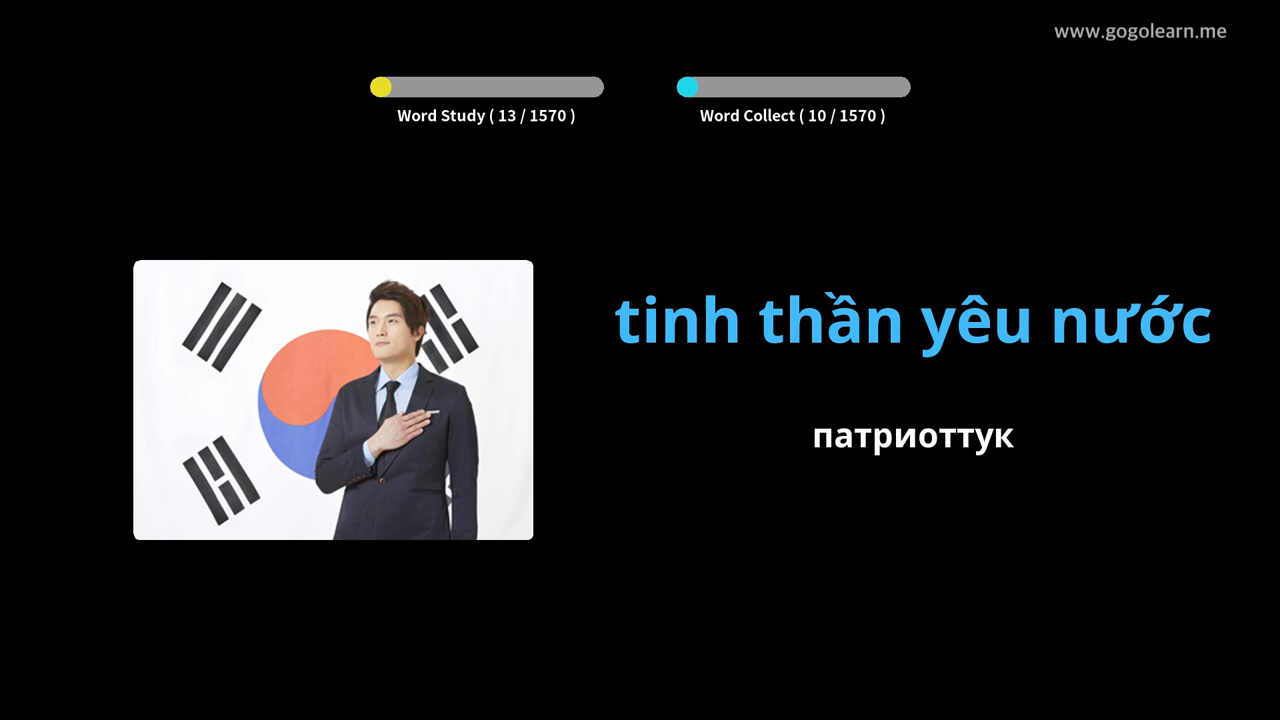 www.gogolearn.me
Word Study ( 13 / 1570 )
Word Collect ( 10 / 1570 )
tinh thần yêu nước
патриоттук